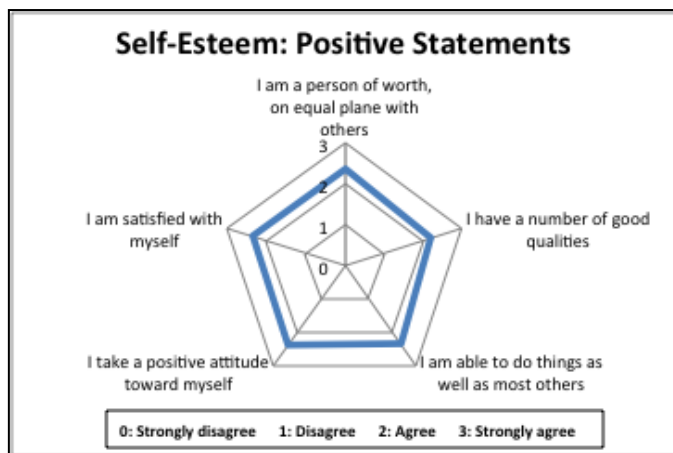 Self-Esteem: Positive Statements
I am a person of worth,
on equal plane with
others
3
2
1
0
I am satisfied with
myself
I have a number of good
qualities
I take a positive attitude
toward myself
I am able to do things as
well as most others
0: Strongly disagree 1: Disagree 2: Agree 3: Strongly agree